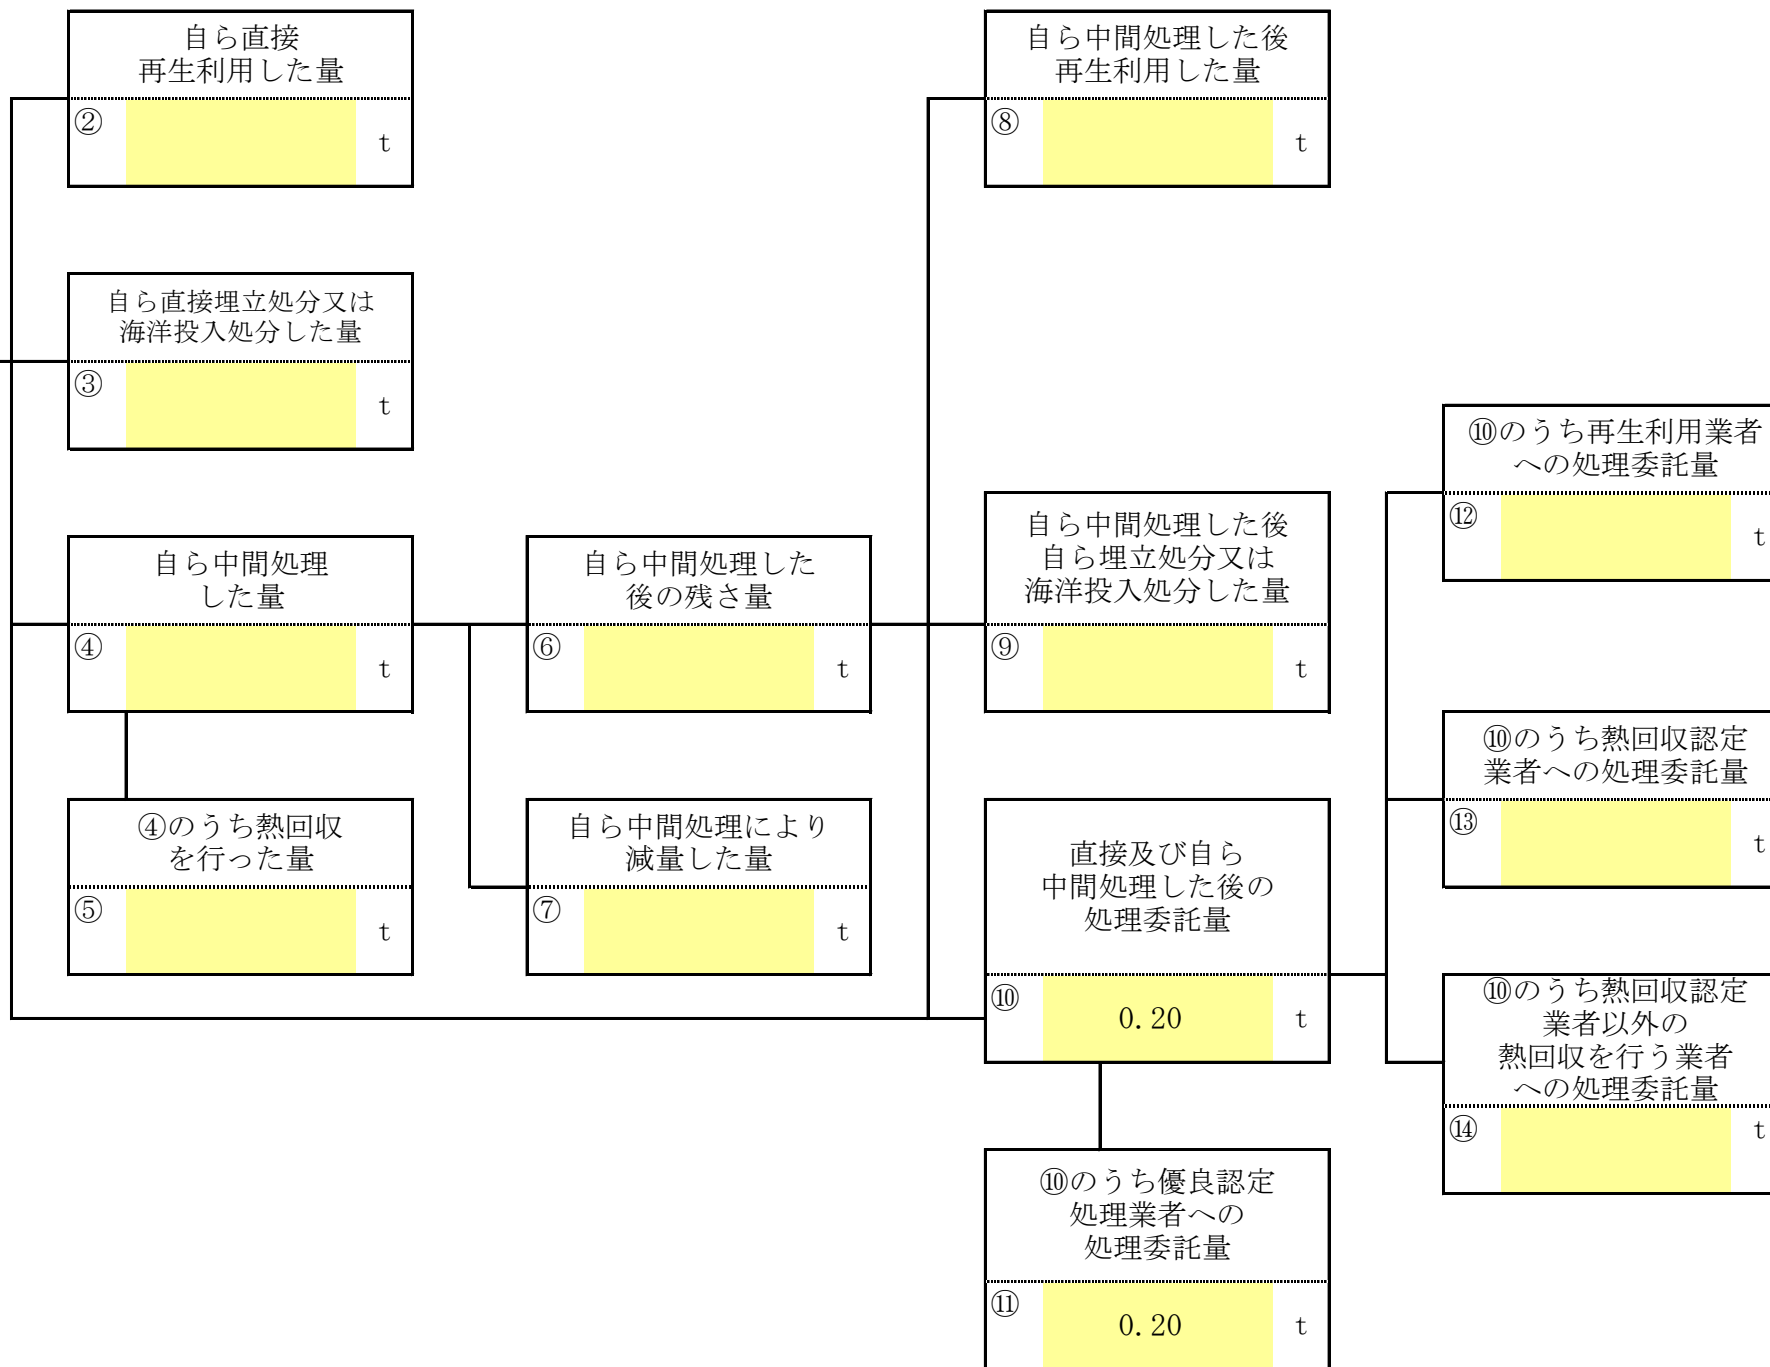 自ら直接
再生利用した量
②
t
自ら直接埋立処分又は
海洋投入処分した量
③
t
自ら中間処理
した量
④
t
④のうち熱回収
を行った量
⑤
t
自ら中間処理した
後の残さ量
⑥
t
自ら中間処理により
減量した量
⑦
t
自ら中間処理した後
再生利用した量
⑧
t
自ら中間処理した後
自ら埋立処分又は
海洋投入処分した量
⑨
t
直接及び自ら
中間処理した後の
処理委託量
⑩ 0.20 t
⑩のうち優良認定
処理業者への
処理委託量
⑪ 0.20 t
⑩のうち再生利用業者
への処理委託量
⑫
t
⑩のうち熱回収認定
業者への処理委託量
⑬
t
⑩のうち熱回収認定
業者以外の
熱回収を行う業者
への処理委託量
⑭
t